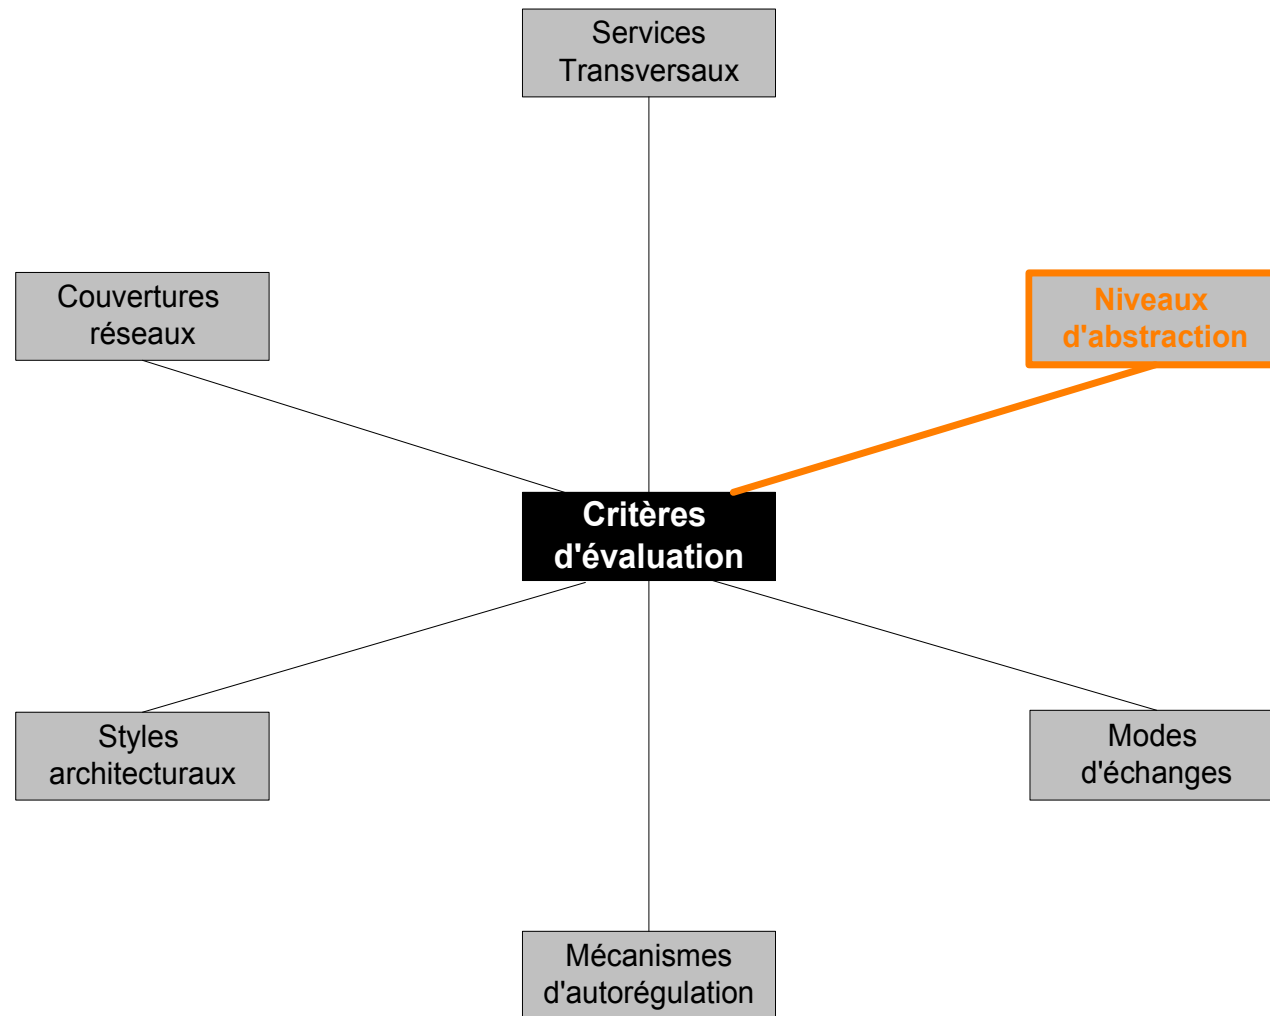 Services
Transversaux
Couvertures
réseaux
Niveaux
d'abstraction
Critères
d'évaluation
Styles
architecturaux
Modes
d'échanges
Mécanismes
d'autorégulation